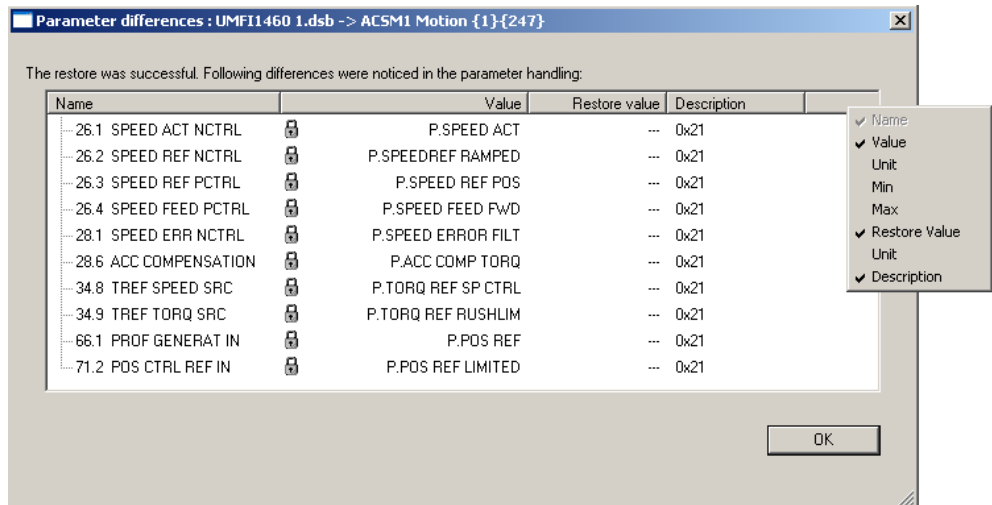 Parameter differences : UMFI1460 1.dsb -> ACSM1 Motion {1}{247}
The restore was successful. Following differences were noticed in the parameter handling:
Name Value Restore value Description
26.1 SPEED ACT NCTRL P.SPEED ACT --- 0x21
26.2 SPEED REF NCTRL P.SPEEDREF RAMPED --- 0x21
26.3 SPEED REF PCTRL P.SPEED REF POS --- 0x21
26.4 SPEED FEED PCTRL P.SPEED FEED FWD --- 0x21
28.1 SPEED ERR NCTRL P.SPEED ERROR FILT --- 0x21
28.6 ACC COMPENSATION P.ACC COMP TORQ --- 0x21
34.8 TREF SPEED SRC P.TORQ REF SP CTRL --- 0x21
34.9 TREF TORQ SRC P.TORQ REF RUSHLIM --- 0x21
66.1 PROF GENERAT IN P.POS REF --- 0x21
71.2 POS CTRL REF IN P.POS REF LIMITED --- 0x21
Name
Value
Unit
Min
Max
Restore Value
Unit
Description
OK